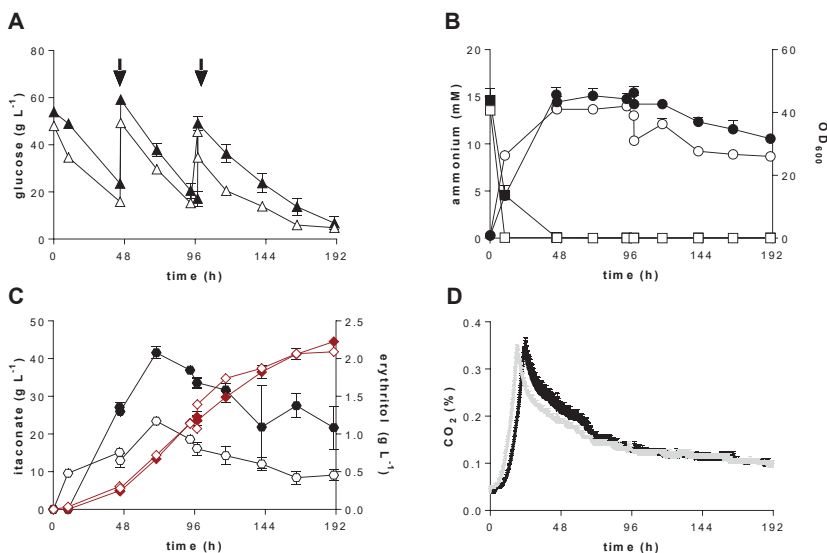 A
80
60
40
20
0
glucose (g L⁻¹)
0 48 96 144 192
time (h)
B
20
15
10
5
0
ammonium (mM)
60
40
20
0
OD₆₀₀
0 48 96 144 192
time (h)
C
50
40
30
20
10
0
itaconate (g L⁻¹)
2.5
2.0
1.5
1.0
0.5
0.0
erythritol (g L⁻¹)
0 48 96 144 192
time (h)
D
0.4
0.3
0.2
0.1
0.0
CO₂ (%)
0 48 96 144 192
time (h)